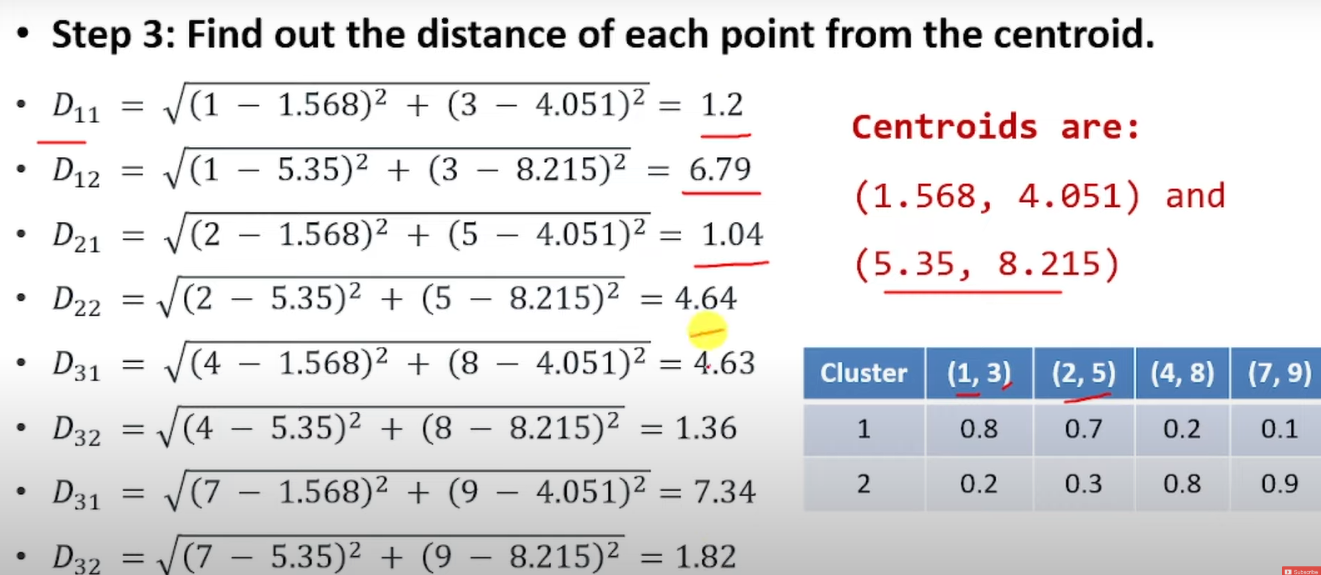 • Step 3: Find out the distance of each point from the centroid.
• D₁₁ = √((1 − 1.568)² + (3 − 4.051)²) = 1.2
• D₁₂ = √((1 − 5.35)² + (3 − 8.215)²) = 6.79
• D₂₁ = √((2 − 1.568)² + (5 − 4.051)²) = 1.04
• D₂₂ = √((2 − 5.35)² + (5 − 8.215)²) = 4.64
• D₃₁ = √((4 − 1.568)² + (8 − 4.051)²) = 4.63
• D₃₂ = √((4 − 5.35)² + (8 − 8.215)²) = 1.36
• D₃₁ = √((7 − 1.568)² + (9 − 4.051)²) = 7.34
• D₃₂ = √((7 − 5.35)² + (9 − 8.215)²) = 1.82
Centroids are:
(1.568, 4.051) and
(5.35, 8.215)
Cluster (1, 3) (2, 5) (4, 8) (7, 9)
1 0.8 0.7 0.2 0.1
2 0.2 0.3 0.8 0.9
Subscribe